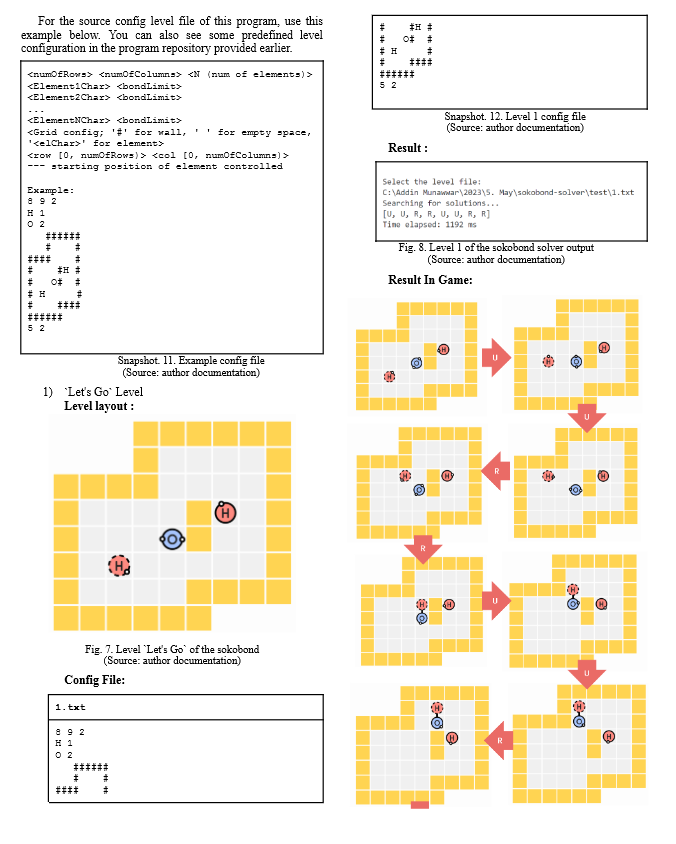 For the source config level file of this program, use this
example below. You can also see some predefined level
configuration in the program repository provided earlier.
<numOfRows> <numOfColumns> <N (num of elements)>
<Element1Char> <bondLimit>
<Element2Char> <bondLimit>
...
<ElementNChar> <bondLimit>
<Grid config; '#' for wall, ' ' for empty space,
'<elChar>' for element>
<row [0, numOfRows)> <col [0, numOfColumns)>
--- starting position of element controlled
Example:
8 9 2
H 1
O 2
   ######
   #    #
####    #
#    #H #
#   O#  #
# H     #
#    ####
######
5 2
Snapshot. 11. Example config file
(Source: author documentation)
1) `Let's Go` Level
Level layout :
H
O
H
Fig. 7. Level `Let's Go` of the sokobond
(Source: author documentation)
Config File:
1.txt
8 9 2
H 1
O 2
   ######
   #    #
####    #
#    #H #
#   O#  #
# H     #
#    ####
######
5 2
Snapshot. 12. Level 1 config file
(Source: author documentation)
Result :
Select the level file:
C:\Addin Munawwar\2023\5. May\sokobond-solver\test\1.txt
Searching for solutions...
[U, U, R, R, U, U, R, R]
Time elapsed: 1192 ms
Fig. 8. Level 1 of the sokobond solver output
(Source: author documentation)
Result In Game:
H
O
H
U
H
H
O
U
H
O
H
R
H
H
O
R
H
H
O
U
H
O
H
U
H
O
H
R
H
O
H